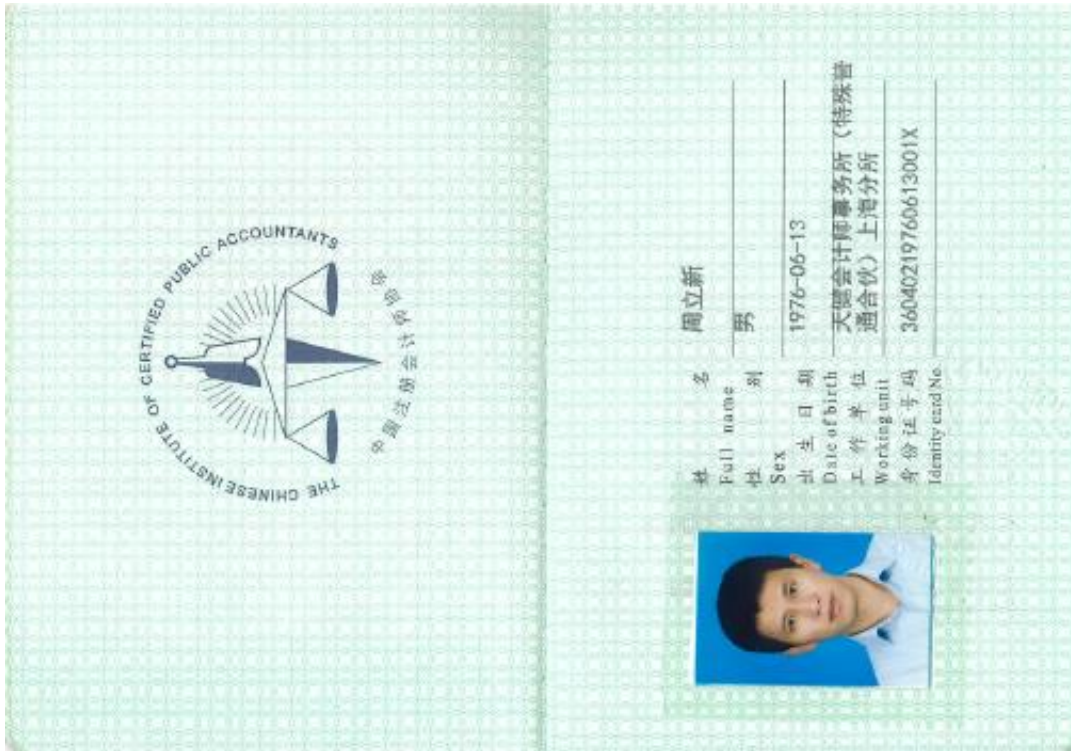 THE CHINESE INSTITUTE OF CERTIFIED PUBLIC ACCOUNTANTS
中国注册会计师协会
姓 名 周立新
Full name
性 别 男
Sex
出生日期 1976-06-13
Date of birth
工作单位 天健会计师事务所（特殊普
通合伙）上海分所
Working unit
身份证号码 36040219760613001X
Identity card No.